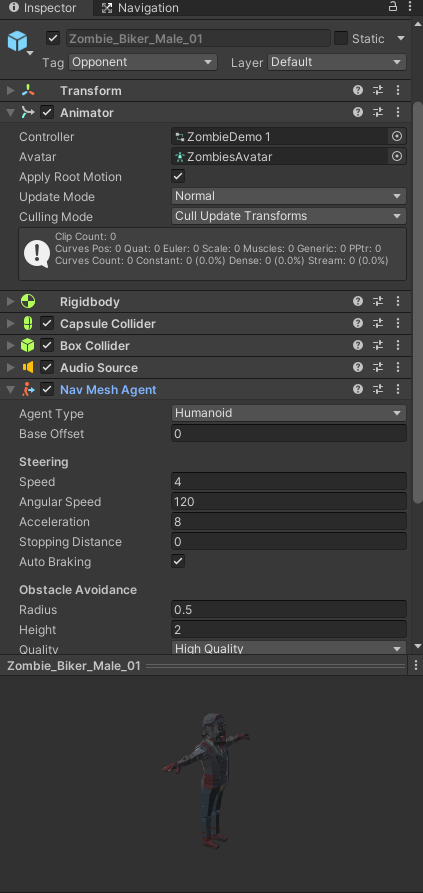 Inspector Navigation
Zombie_Biker_Male_01 Static
Tag Opponent Layer Default
Transform
Animator
Controller ZombieDemo 1
Avatar ZombiesAvatar
Apply Root Motion
Update Mode Normal
Culling Mode Cull Update Transforms
Clip Count: 0
Curves Pos: 0 Quat: 0 Euler: 0 Scale: 0 Muscles: 0 Generic: 0 PPtr: 0
Curves Count: 0 Constant: 0 (0.0%) Dense: 0 (0.0%) Stream: 0 (0.0%)
Rigidbody
Capsule Collider
Box Collider
Audio Source
Nav Mesh Agent
Agent Type Humanoid
Base Offset 0
Steering
Speed 4
Angular Speed 120
Acceleration 8
Stopping Distance 0
Auto Braking
Obstacle Avoidance
Radius 0.5
Height 2
Quality High Quality
Zombie_Biker_Male_01